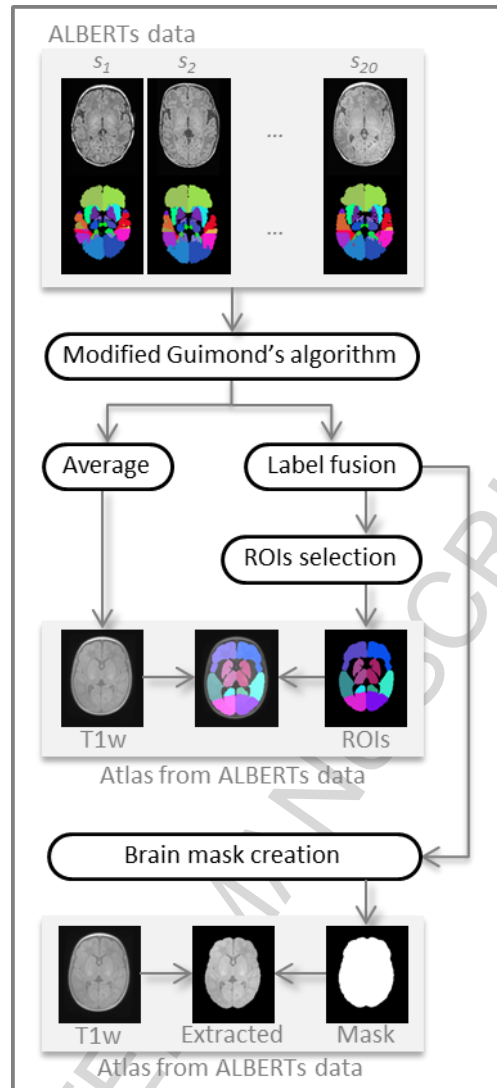 ALBERTs data
s1 s2 s20
...
...
Modified Guimond's algorithm
Average
Label fusion
ROIs selection
T1w ROIs
Atlas from ALBERTs data
Brain mask creation
T1w Extracted Mask
Atlas from ALBERTs data